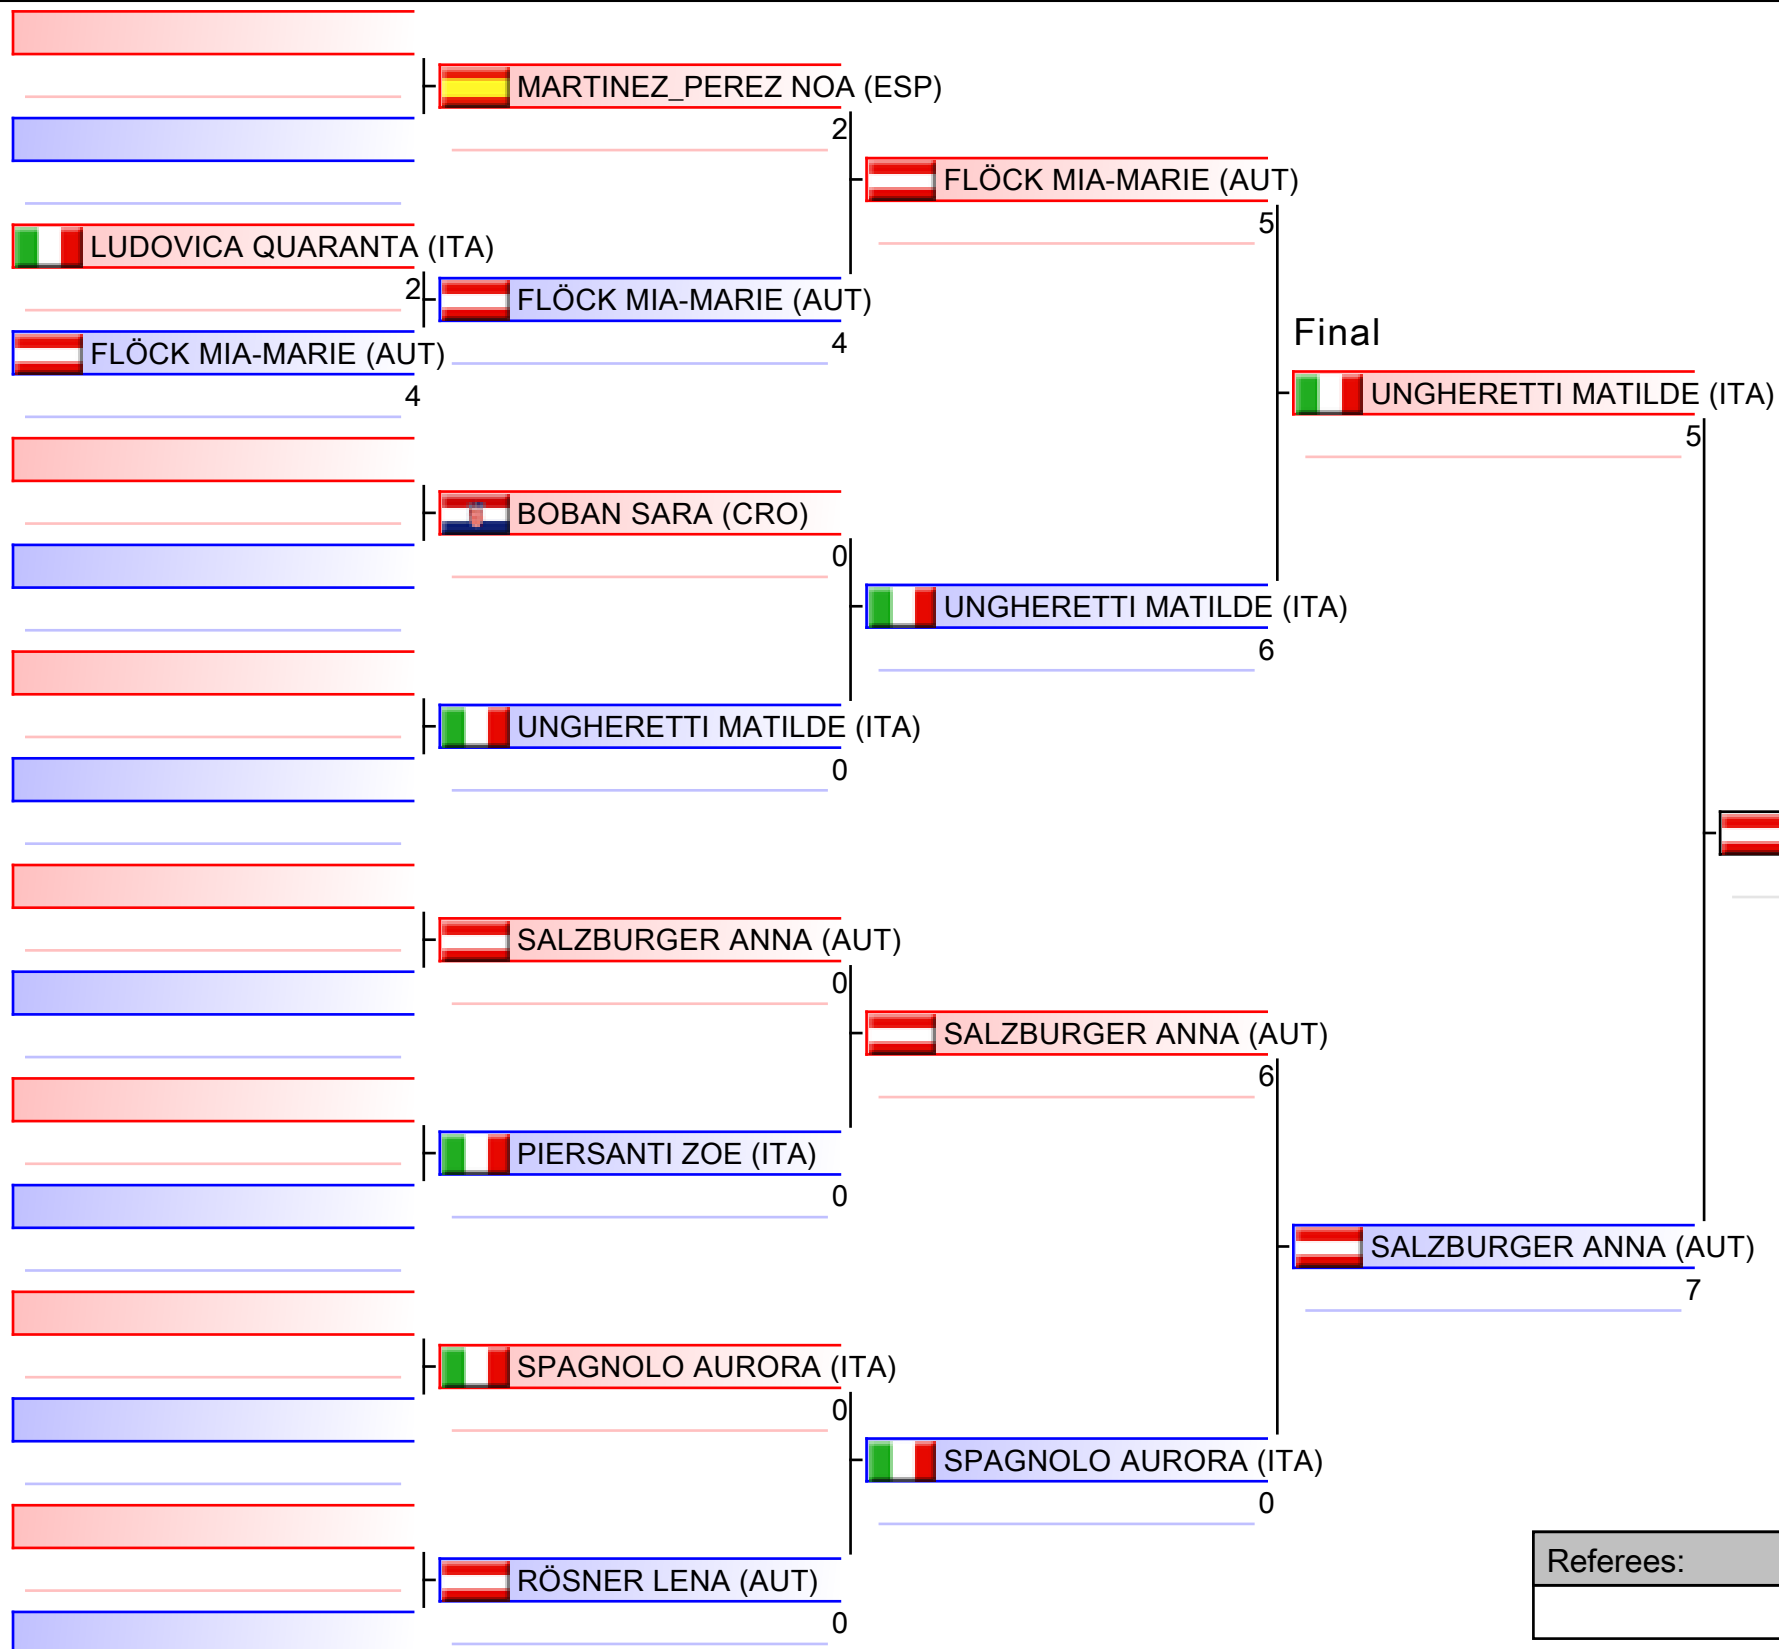 MARTINEZ_PEREZ NOA (ESP)
2
FLÖCK MIA-MARIE (AUT)
5
LUDOVICA QUARANTA (ITA)
2
FLÖCK MIA-MARIE (AUT)
4
FLÖCK MIA-MARIE (AUT)
4
Final
UNGHERETTI MATILDE (ITA)
5
BOBAN SARA (CRO)
0
UNGHERETTI MATILDE (ITA)
6
UNGHERETTI MATILDE (ITA)
0
SALZBURGER ANNA (AUT)
0
SALZBURGER ANNA (AUT)
6
PIERSANTI ZOE (ITA)
0
SALZBURGER ANNA (AUT)
7
SPAGNOLO AURORA (ITA)
0
SPAGNOLO AURORA (ITA)
0
RÖSNER LENA (AUT)
0
Referees: